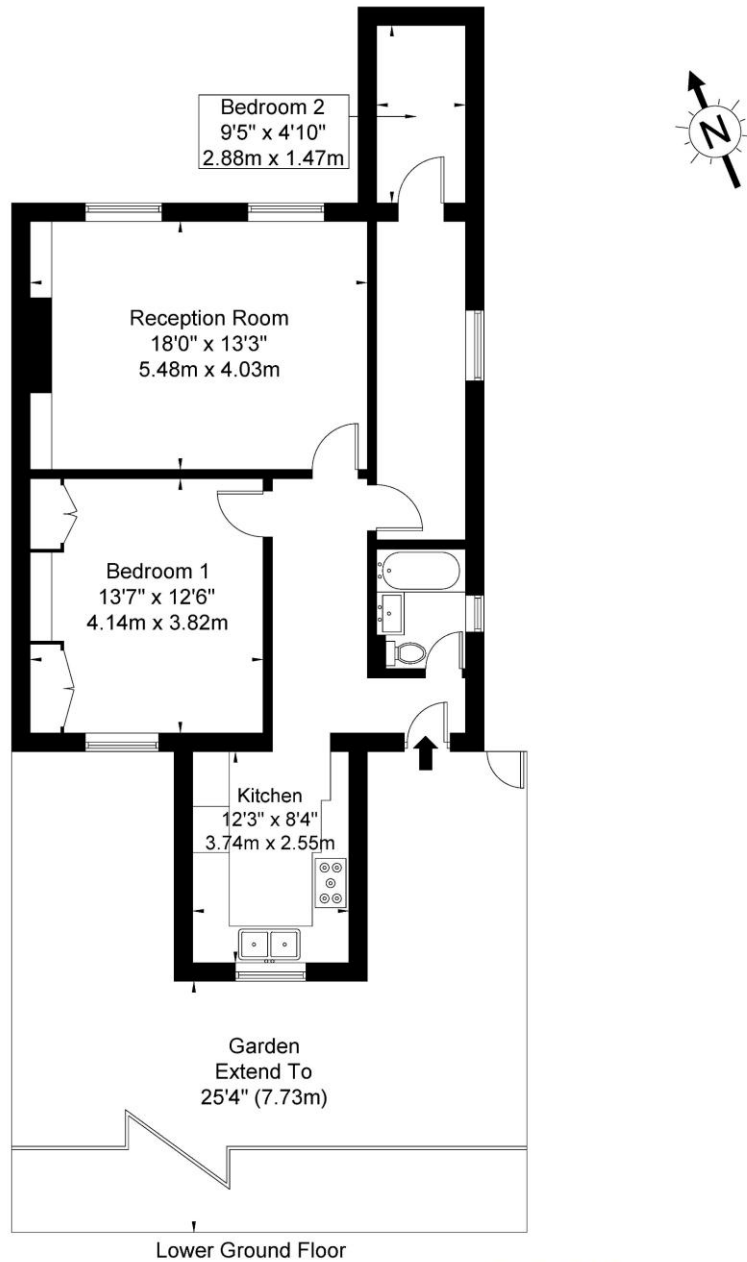 Bedroom 2
9'5" x 4'10"
2.88m x 1.47m
N
Reception Room
18'0" x 13'3"
5.48m x 4.03m
Bedroom 1
13'7" x 12'6"
4.14m x 3.82m
Kitchen
12'3" x 8'4"
3.74m x 2.55m
Garden
Extend To
25'4" (7.73m)
Lower Ground Floor